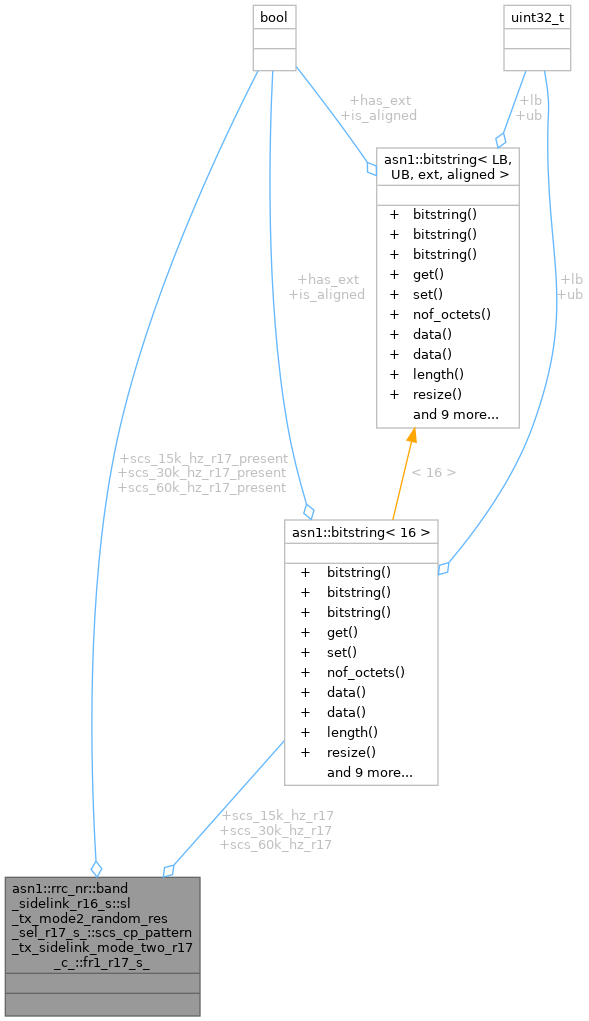 bool
uint32_t
+has_ext
+is_aligned
+lb
+ub
asn1::bitstring< LB,
UB, ext, aligned >
+ bitstring()
+ bitstring()
+ bitstring()
+ get()
+ set()
+ nof_octets()
+ data()
+ data()
+ length()
+ resize()
and 9 more...
+has_ext
+is_aligned
+lb
+ub
+scs_15k_hz_r17_present
+scs_30k_hz_r17_present
+scs_60k_hz_r17_present
< 16 >
asn1::bitstring< 16 >
+ bitstring()
+ bitstring()
+ bitstring()
+ get()
+ set()
+ nof_octets()
+ data()
+ data()
+ length()
+ resize()
and 9 more...
+scs_15k_hz_r17
+scs_30k_hz_r17
+scs_60k_hz_r17
asn1::rrc_nr::band
_sidelink_r16_s::sl
_tx_mode2_random_res
_sel_r17_s_::scs_cp_pattern
_tx_sidelink_mode_two_r17
_c_::fr1_r17_s_